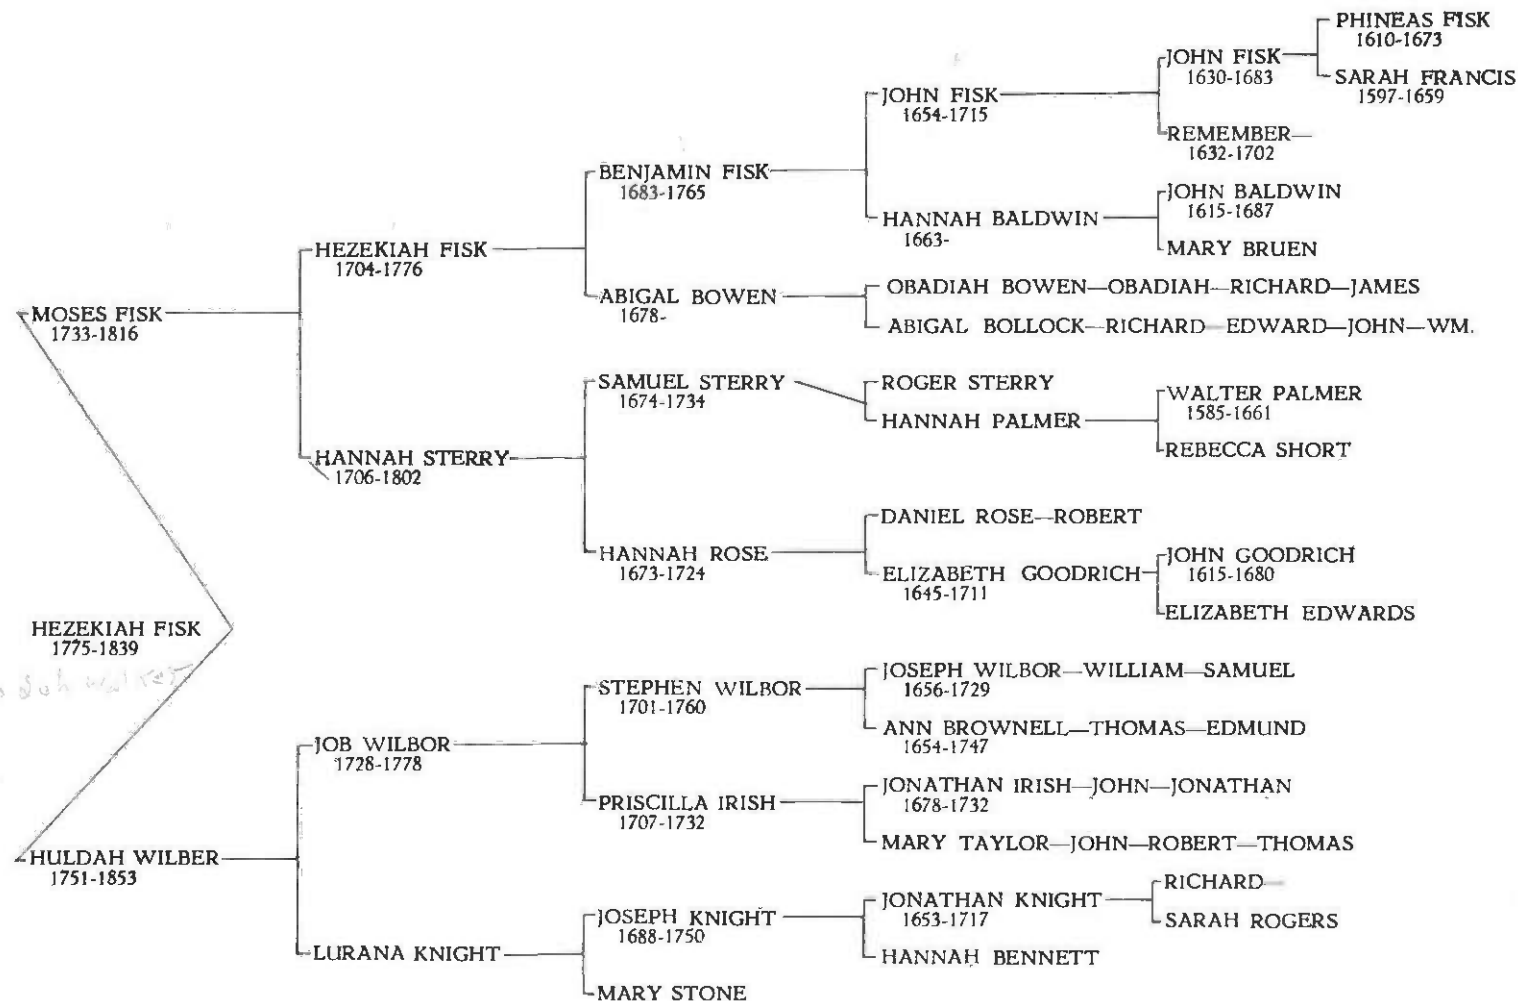 PHINEAS FISK
1610-1673
JOHN FISK
1630-1683
SARAH FRANCIS
1597-1659
JOHN FISK
1654-1715
REMEMBER—
1632-1702
BENJAMIN FISK
1683-1765
JOHN BALDWIN
1615-1687
HANNAH BALDWIN
1663-
MARY BRUEN
HEZEKIAH FISK
1704-1776
ABIGAL BOWEN
1678-
OBADIAH BOWEN—OBADIAH—RICHARD—JAMES
ABIGAL BOLLOCK—RICHARD—EDWARD—JOHN—WM.
MOSES FISK
1733-1816
SAMUEL STERRY
1674-1734
ROGER STERRY
HANNAH PALMER
WALTER PALMER
1585-1661
REBECCA SHORT
HANNAH STERRY
1706-1802
DANIEL ROSE—ROBERT
HANNAH ROSE
1673-1724
JOHN GOODRICH
1615-1680
ELIZABETH GOODRICH
1645-1711
ELIZABETH EDWARDS
HEZEKIAH FISK
1775-1839
JOSEPH WILBOR—WILLIAM—SAMUEL
1656-1729
STEPHEN WILBOR
1701-1760
ANN BROWNELL—THOMAS—EDMUND
1654-1747
JOB WILBOR
1728-1778
JONATHAN IRISH—JOHN—JONATHAN
1678-1732
PRISCILLA IRISH
1707-1732
MARY TAYLOR—JOHN—ROBERT—THOMAS
HULDAH WILBER
1751-1853
RICHARD—
JONATHAN KNIGHT
1653-1717
SARAH ROGERS
JOSEPH KNIGHT
1688-1750
HANNAH BENNETT
LURANA KNIGHT
MARY STONE